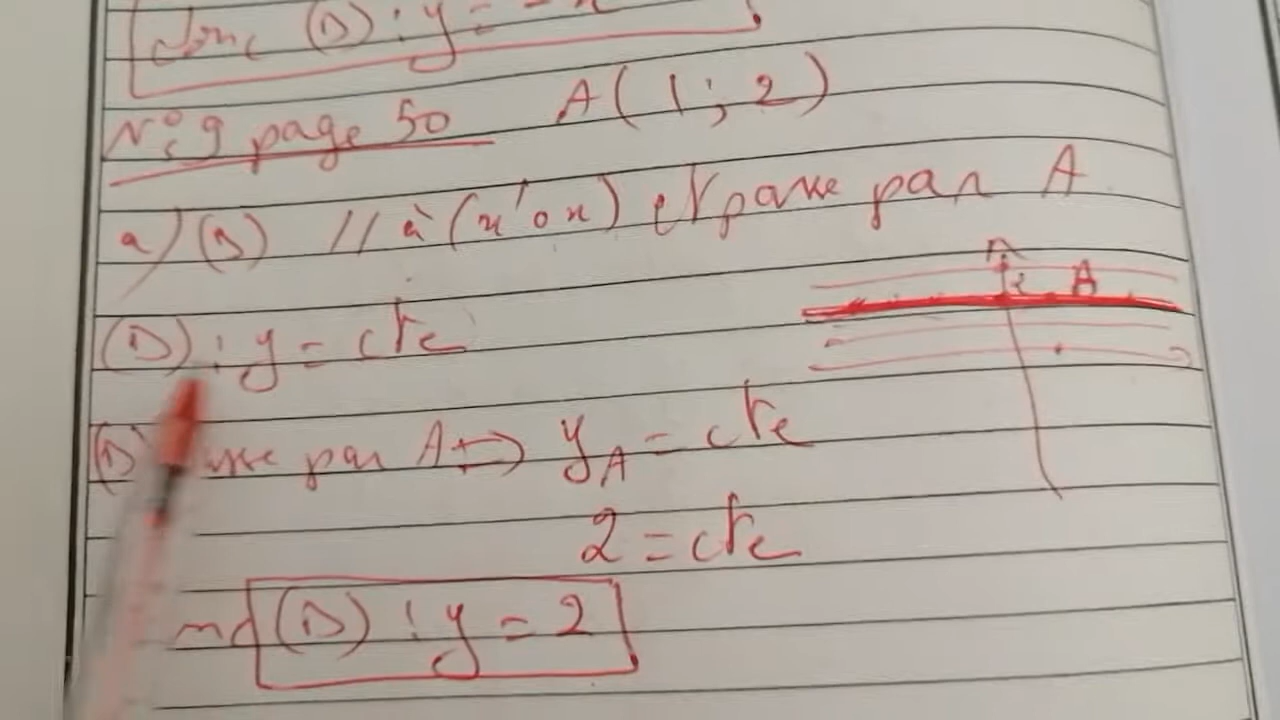 donc (D) : y = - x
N° 9 page 50 A(1; 2)
a) (D) // à (x'ox) et passe par A
A
(D) : y = cte
(D) passe par A ⟺ y_A = cte
2 = cte
(D) : y = 2